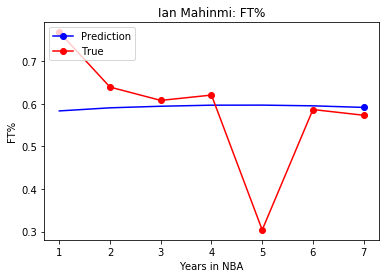 Ian Mahinmi: FT%
Prediction
True
0.7
0.6
0.5
0.4
0.3
FT%
1 2 3 4 5 6 7
Years in NBA